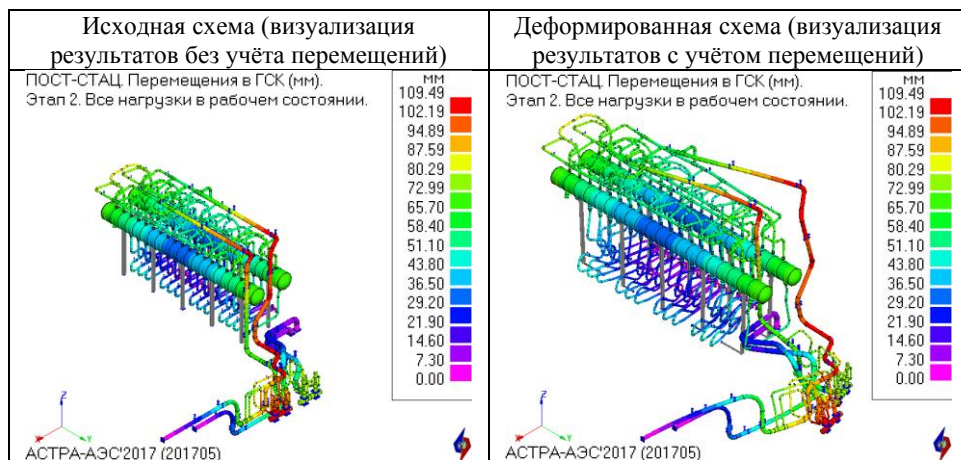 Исходная схема (визуализация
результатов без учёта перемещений)
Деформированная схема (визуализация
результатов с учётом перемещений)
ПОСТ-СТАЦ. Перемещения в ГСК (мм).
Этап 2. Все нагрузки в рабочем состоянии.
мм
109.49
102.19
94.89
87.59
80.29
72.99
65.70
58.40
51.10
43.80
36.50
29.20
21.90
14.60
7.30
0.00
Z
X
Y
АСТРА-АЭС'2017 (201705)
ПОСТ-СТАЦ. Перемещения в ГСК (мм).
Этап 2. Все нагрузки в рабочем состоянии.
мм
109.49
102.19
94.89
87.59
80.29
72.99
65.70
58.40
51.10
43.80
36.50
29.20
21.90
14.60
7.30
0.00
Z
X
Y
АСТРА-АЭС'2017 (201705)